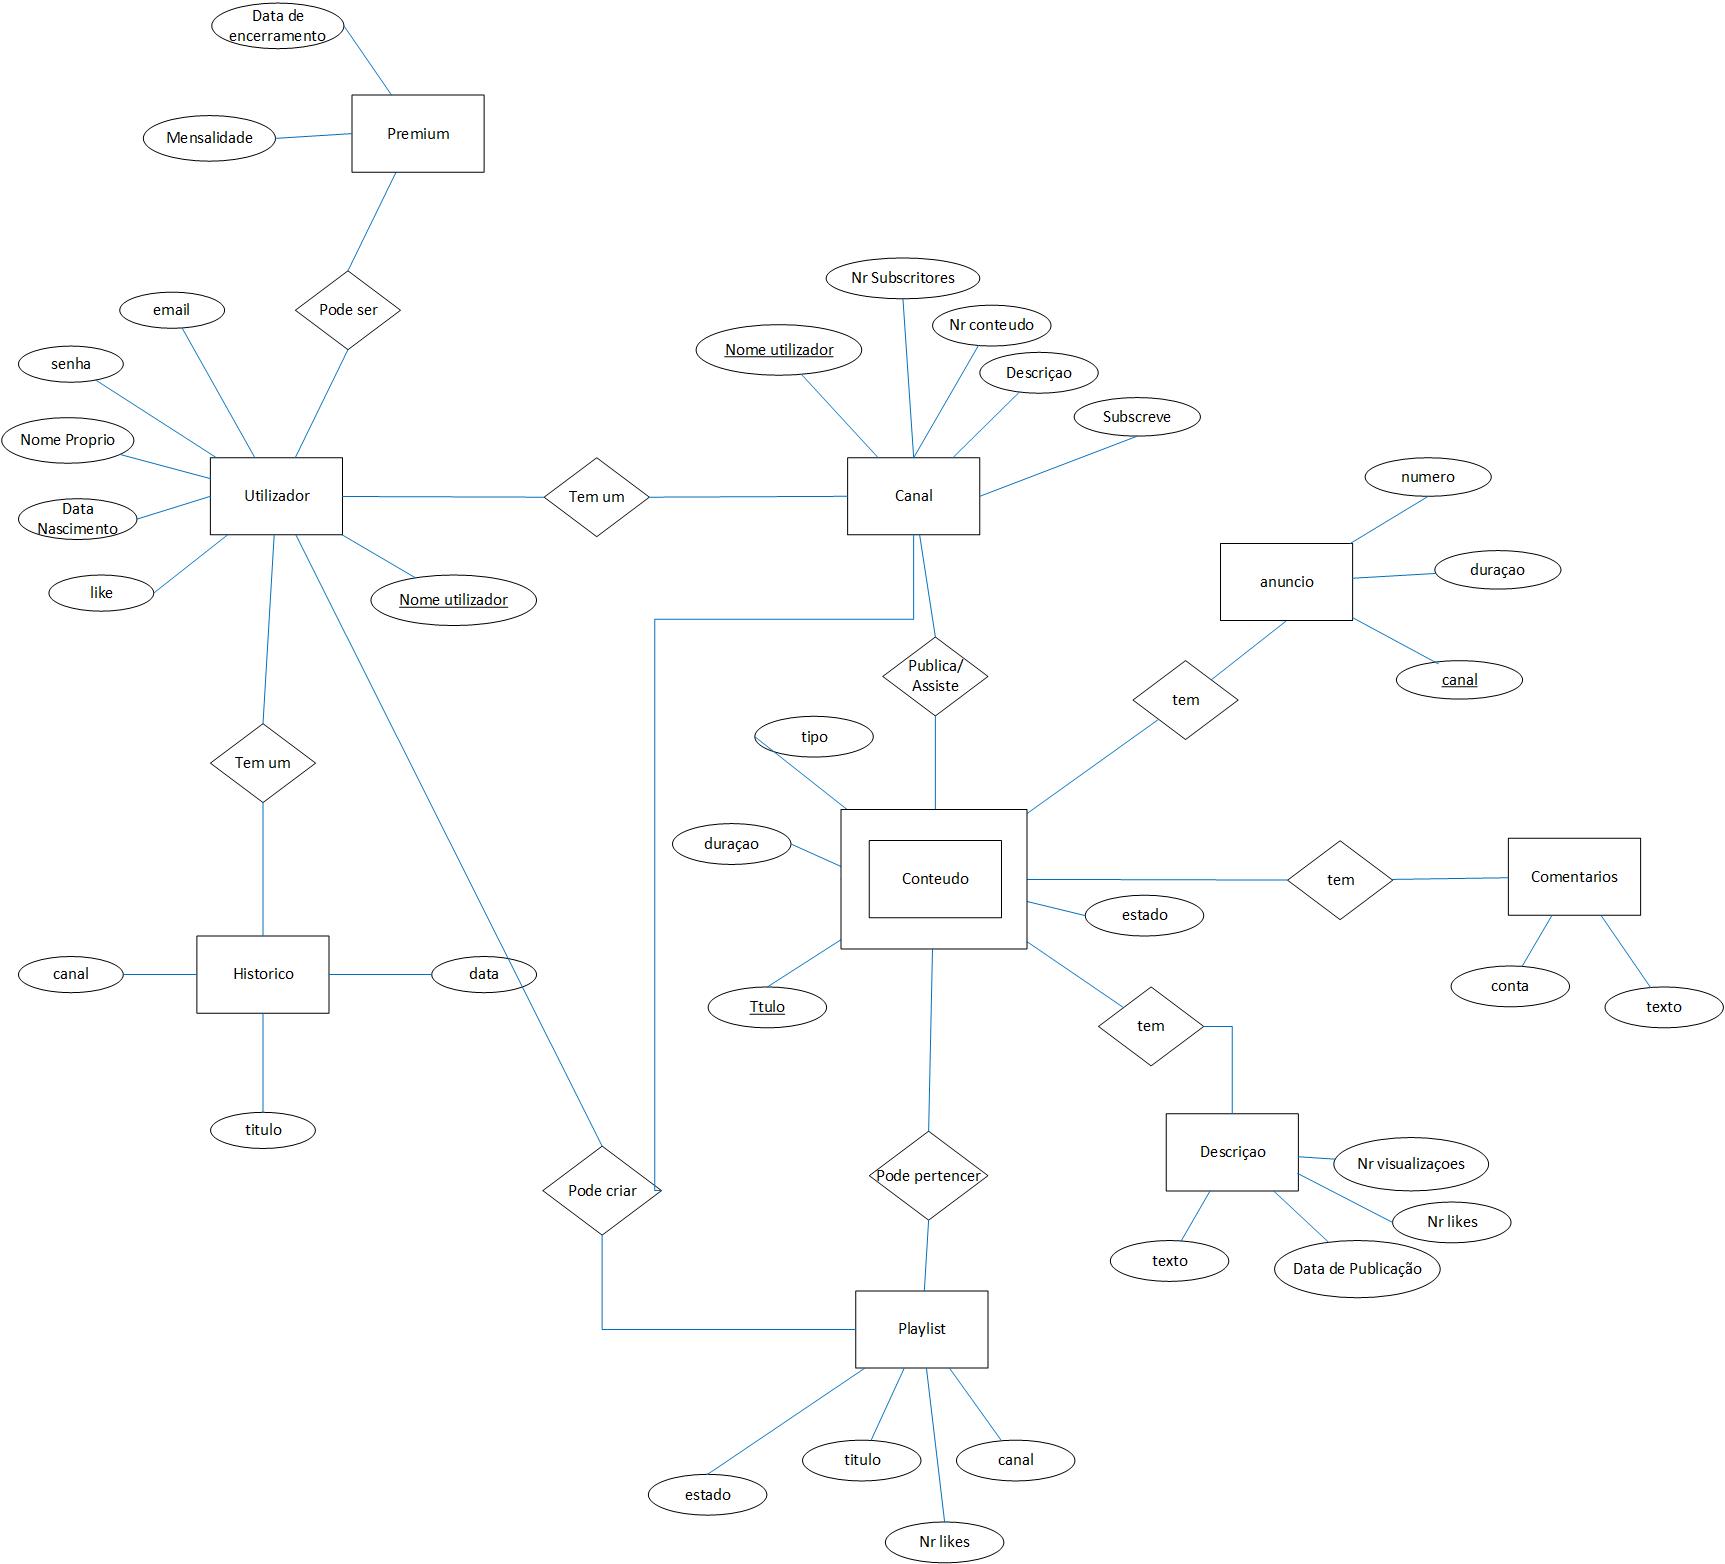 Data de
encerramento
Premium
Mensalidade
Pode ser
email
senha
Nome Proprio
Data
Nascimento
like
Utilizador
Nome utilizador
Tem um
Nr Subscritores
Nr conteudo
Nome utilizador
Descriçao
Subscreve
Canal
numero
anuncio
duraçao
canal
Publica/
Assiste
tem
tipo
duraçao
Conteudo
estado
Ttulo
tem
Comentarios
conta
texto
Tem um
canal
Historico
data
titulo
tem
Descriçao
Nr visualizaçoes
Nr likes
texto
Data de Publicação
Pode criar
Pode pertencer
Playlist
estado
titulo
canal
Nr likes